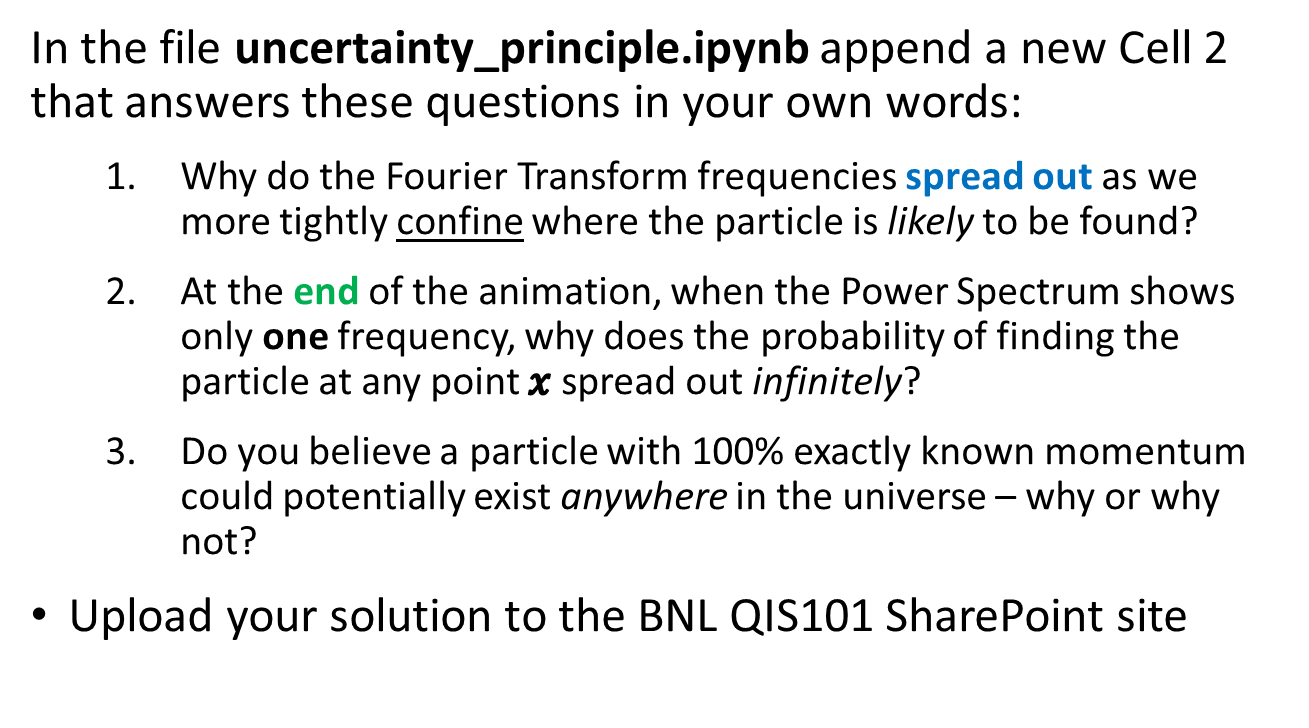 In the file uncertainty_principle.ipynb append a new Cell 2
that answers these questions in your own words:
1. Why do the Fourier Transform frequencies spread out as we
more tightly confine where the particle is likely to be found?
2. At the end of the animation, when the Power Spectrum shows
only one frequency, why does the probability of finding the
particle at any point 𝒙 spread out infinitely?
3. Do you believe a particle with 100% exactly known momentum
could potentially exist anywhere in the universe – why or why
not?
• Upload your solution to the BNL QIS101 SharePoint site